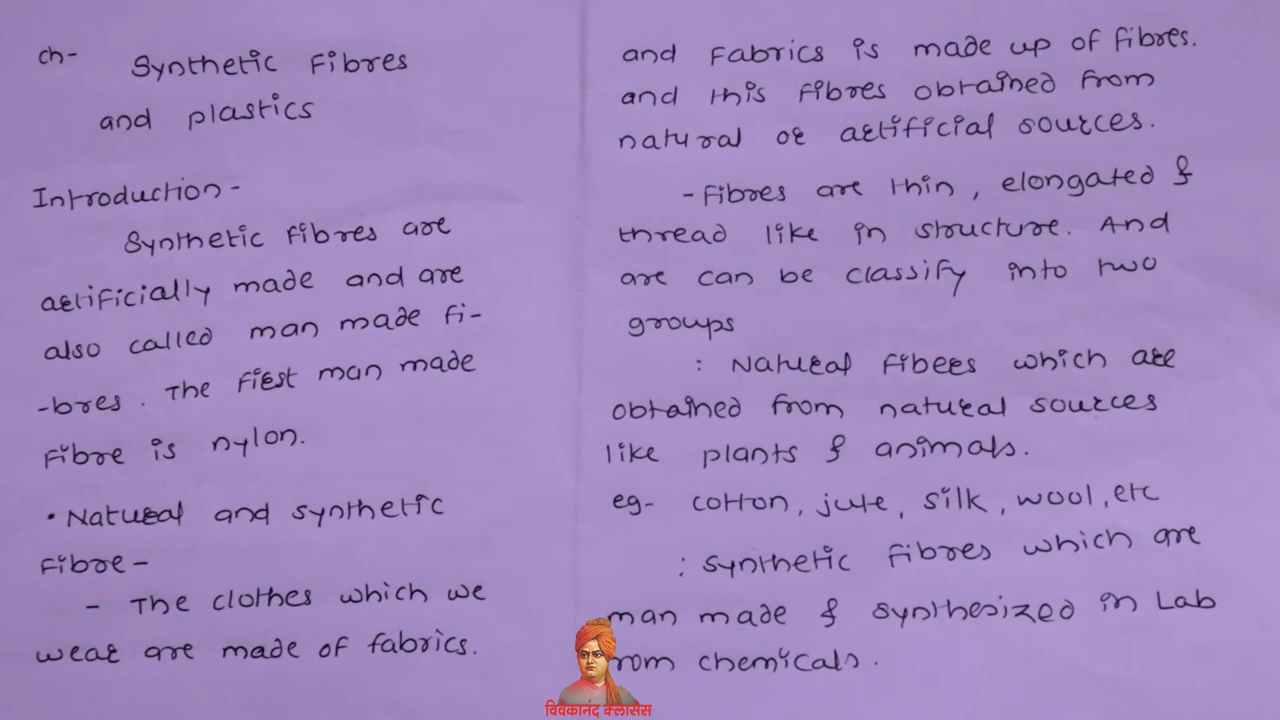 ch- Synthetic Fibres
and plastics
Introduction -
Synthetic fibres are
artificially made and are
also called man made fi-
-bres. The first man made
fibre is nylon.
• Natural and synthetic
fibre -
- The clothes which we
wear are made of fabrics.
and Fabrics is made up of fibres.
and this fibres obtained from
natural or artificial sources.
- Fibres are thin, elongated &
thread like in structure. And
are can be classify into two
groups
: Natural fibers which are
obtained from natural sources
like plants & animals.
eg- cotton, jute, silk, wool, etc
: synthetic fibres which are
man made & synthesized in Lab
rom chemicals.
विवेकानंद क्लासेस